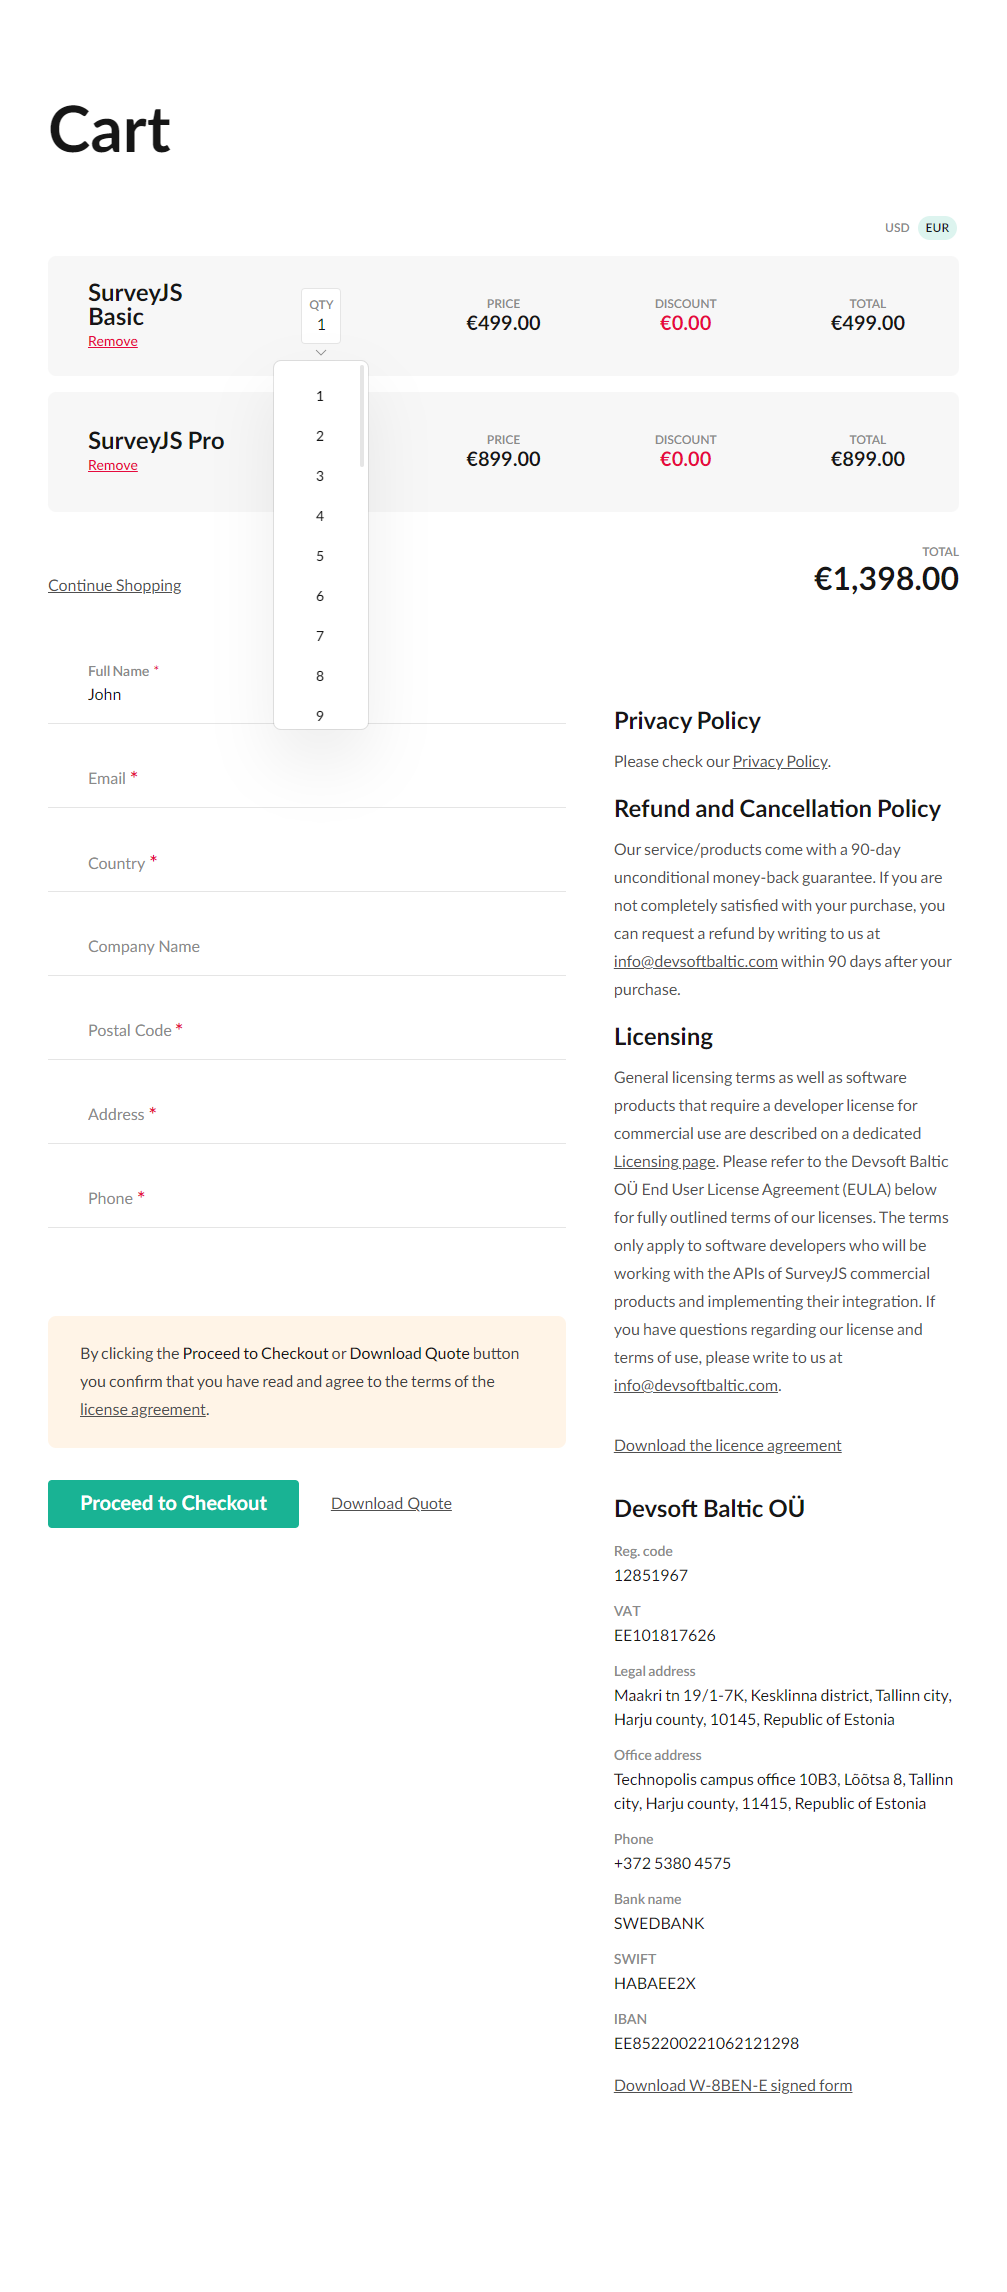 Cart
USD EUR
SurveyJS
Basic
Remove
QTY
1
PRICE
€499.00
DISCOUNT
€0.00
TOTAL
€499.00
1
2
3
4
5
6
7
8
9
SurveyJS Pro
Remove
PRICE
€899.00
DISCOUNT
€0.00
TOTAL
€899.00
Continue Shopping
TOTAL
€1,398.00
Full Name *
John
Email *
Country *
Company Name
Postal Code *
Address *
Phone *
By clicking the Proceed to Checkout or Download Quote button
you confirm that you have read and agree to the terms of the
license agreement.
Proceed to Checkout
Download Quote
Privacy Policy
Please check our Privacy Policy.
Refund and Cancellation Policy
Our service/products come with a 90-day
unconditional money-back guarantee. If you are
not completely satisfied with your purchase, you
can request a refund by writing to us at
info@devsoftbaltic.com within 90 days after your
purchase.
Licensing
General licensing terms as well as software
products that require a developer license for
commercial use are described on a dedicated
Licensing page. Please refer to the Devsoft Baltic
OÜ End User License Agreement (EULA) below
for fully outlined terms of our licenses. The terms
only apply to software developers who will be
working with the APIs of SurveyJS commercial
products and implementing their integration. If
you have questions regarding our license and
terms of use, please write to us at
info@devsoftbaltic.com.
Download the licence agreement
Devsoft Baltic OÜ
Reg. code
12851967
VAT
EE101817626
Legal address
Maakri tn 19/1-7K, Kesklinna district, Tallinn city,
Harju county, 10145, Republic of Estonia
Office address
Technopolis campus office 10B3, Lõõtsa 8, Tallinn
city, Harju county, 11415, Republic of Estonia
Phone
+372 5380 4575
Bank name
SWEDBANK
SWIFT
HABAEE2X
IBAN
EE852200221062121298
Download W-8BEN-E signed form